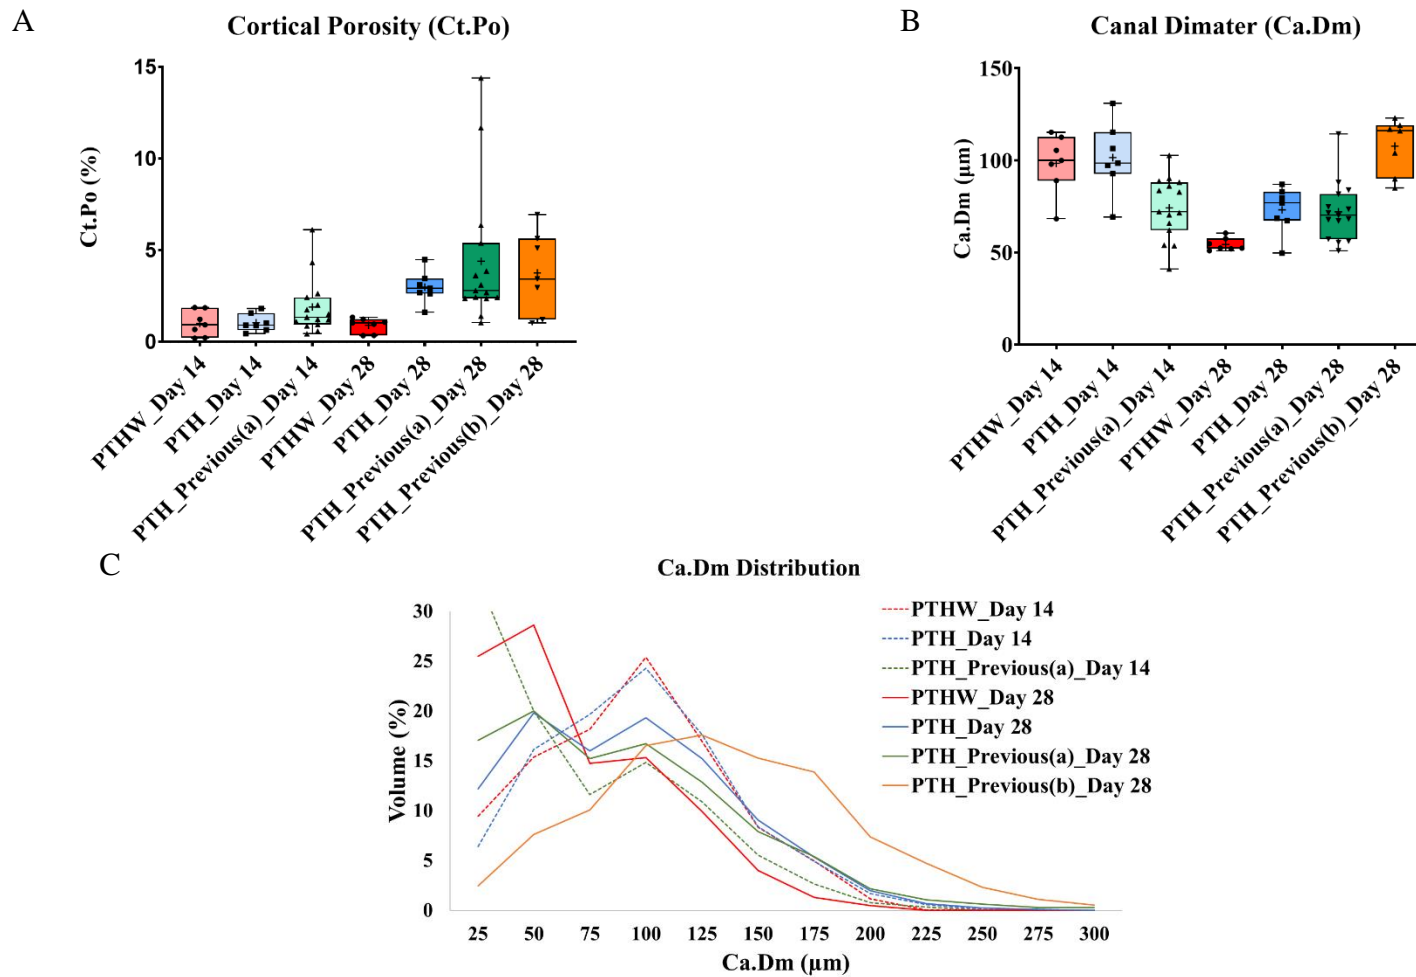 A
Cortical Porosity (Ct.Po)
Ct.Po (%)
15
10
5
0
PTHW_Day 14
PTH_Day 14
PTH_Previous(a)_Day 14
PTHW_Day 28
PTH_Day 28
PTH_Previous(a)_Day 28
PTH_Previous(b)_Day 28
B
Canal Dimater (Ca.Dm)
Ca.Dm (µm)
150
100
50
0
PTHW_Day 14
PTH_Day 14
PTH_Previous(a)_Day 14
PTHW_Day 28
PTH_Day 28
PTH_Previous(a)_Day 28
PTH_Previous(b)_Day 28
C
Ca.Dm Distribution
Volume (%)
30
25
20
15
10
5
0
25 50 75 100 125 150 175 200 225 250 275 300
Ca.Dm (µm)
PTHW_Day 14
PTH_Day 14
PTH_Previous(a)_Day 14
PTHW_Day 28
PTH_Day 28
PTH_Previous(a)_Day 28
PTH_Previous(b)_Day 28